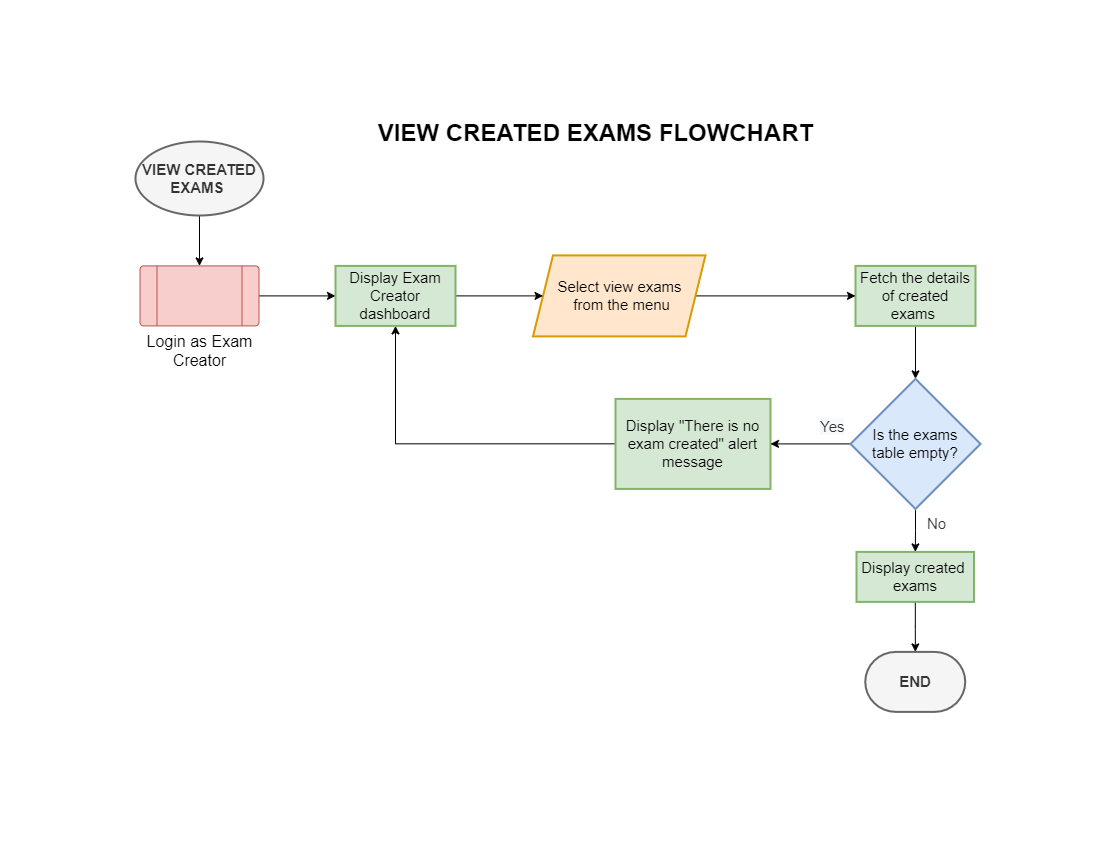 VIEW CREATED EXAMS FLOWCHART
VIEW CREATED
EXAMS
Login as Exam
Creator
Display Exam
Creator
dashboard
Select view exams
from the menu
Fetch the details
of created
exams
Is the exams
table empty?
Yes
Display "There is no
exam created" alert
message
No
Display created
exams
END